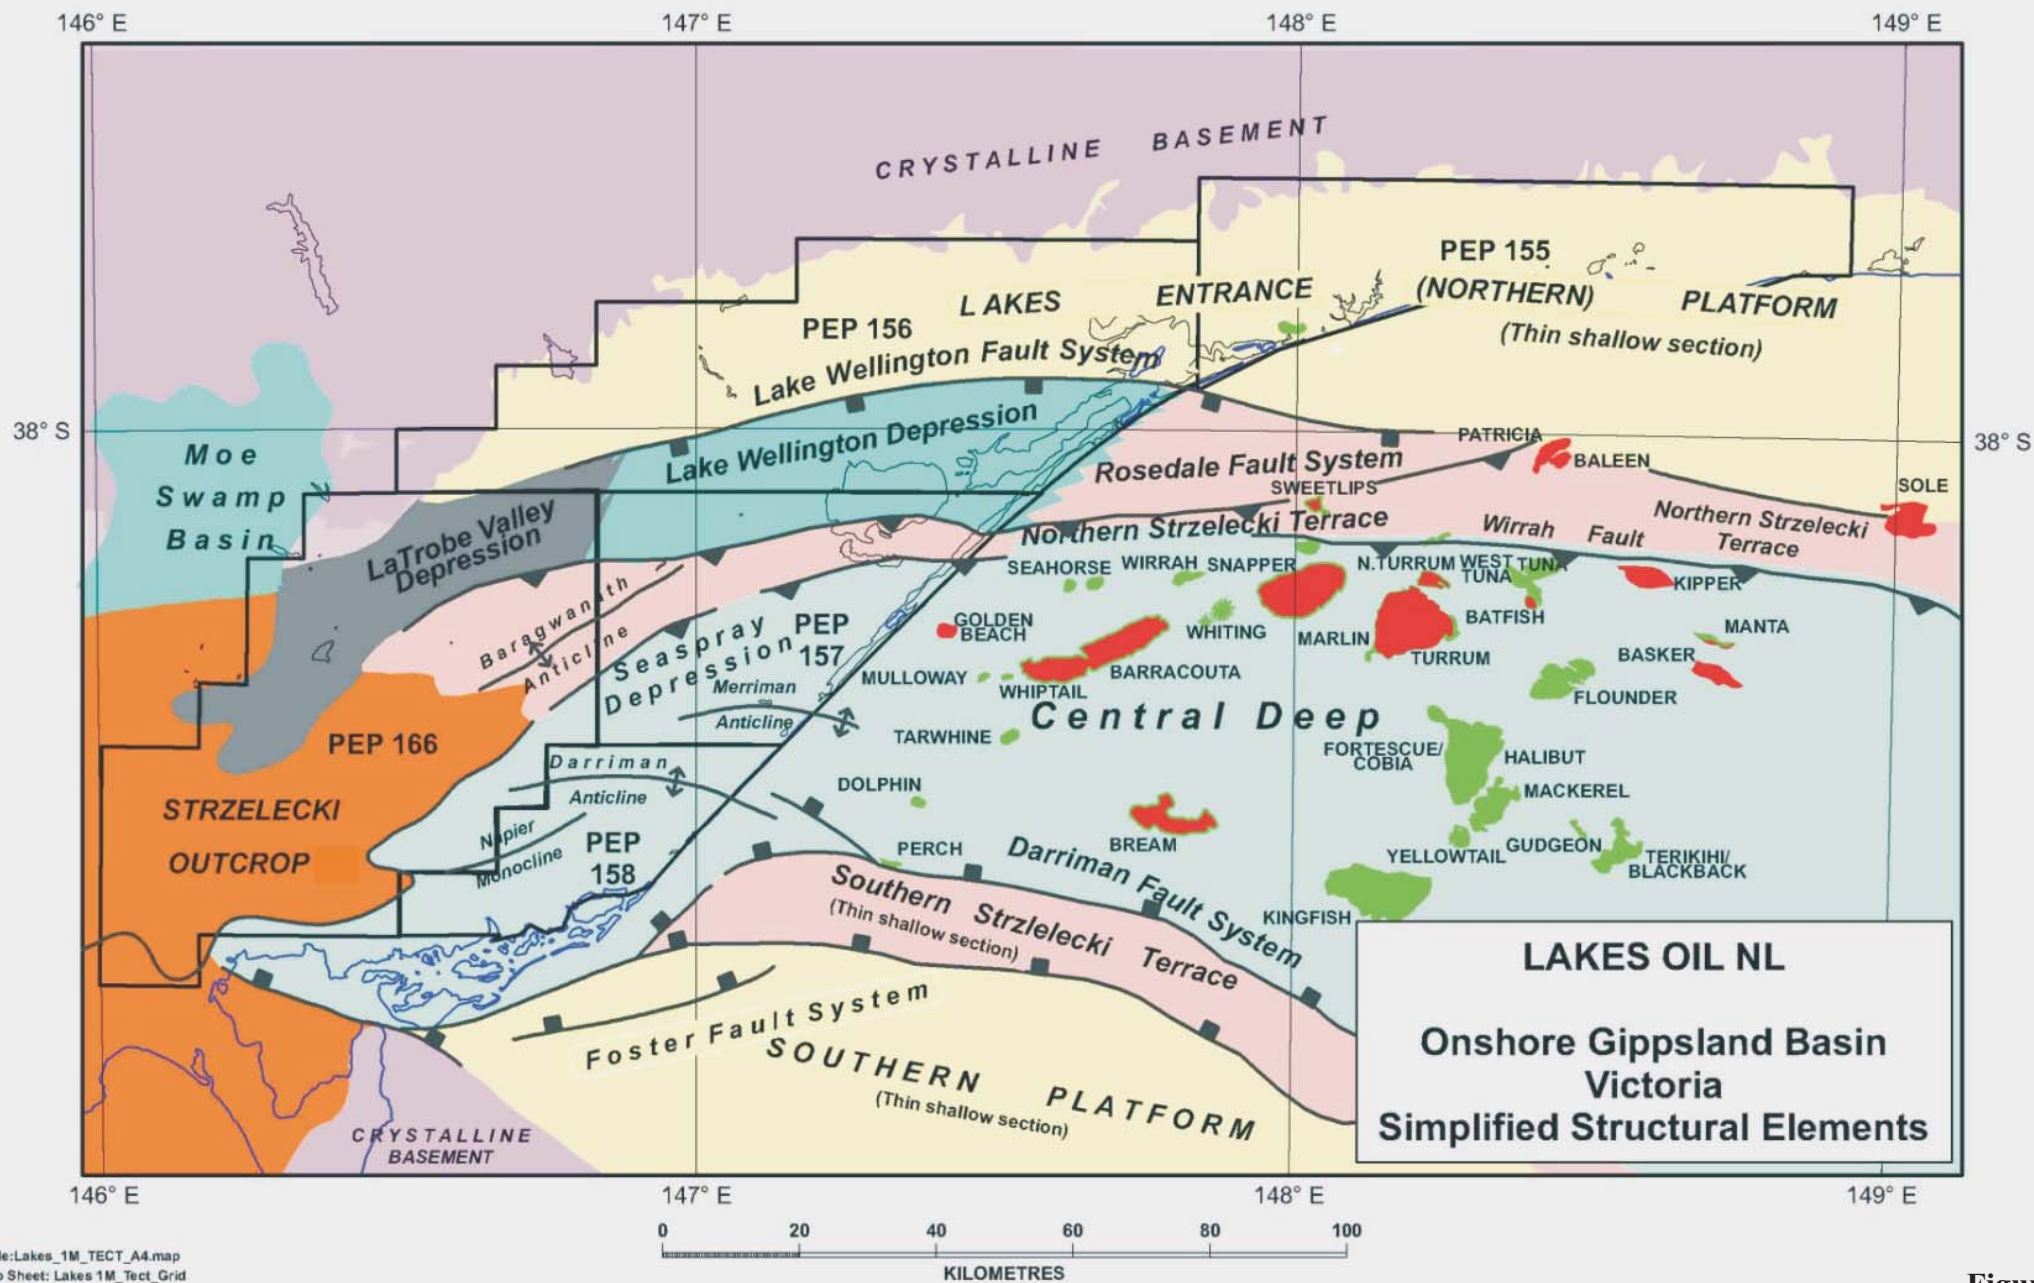 146° E 147° E 148° E 149° E
CRYSTALLINE BASEMENT
PEP 155
LAKES ENTRANCE (NORTHERN) PLATFORM
(Thin shallow section)
PEP 156
Lake Wellington Fault System
Lake Wellington Depression
38° S
38° S
Moe
Swamp
Basin
LaTrobe Valley
Depression
Rosedale Fault System
PATRICIA
BALEEN
SOLE
SWEETLIPS
Northern Strzelecki Terrace
Wirrah Fault
Northern Strzelecki
Terrace
SEAHORSE
WIRRAH
SNAPPER
N.TURRUM
WEST
TUNA
TUNA
KIPPER
Baragwanath
Anticline
Seaspray
Depression
PEP
157
GOLDEN
BEACH
WHITING
MARLIN
BATFISH
TURRUM
MANTA
BASKER
MULLOWAY
WHIPTAIL
BARRACOUTA
FLOUNDER
Merriman
Anticline
Central Deep
TARWHINE
PEP 166
FORTESCUE/
COBIA
HALIBUT
Darriman
Anticline
DOLPHIN
MACKEREL
STRZELECKI
OUTCROP
Napier
Monocline
PEP
158
PERCH
BREAM
YELLOWTAIL
GUDGEON
TERIKIHI/
BLACKBACK
Darriman Fault System
KINGFISH
Southern Strzlelecki Terrace
(Thin shallow section)
Foster Fault System
SOUTHERN PLATFORM
(Thin shallow section)
CRYSTALLINE
BASEMENT
LAKES OIL NL
Onshore Gippsland Basin
Victoria
Simplified Structural Elements
146° E 147° E 148° E 149° E
0 20 40 60 80 100
KILOMETRES
le:Lakes_1M_TECT_A4.map
Sheet: Lakes 1M_Tect_Grid